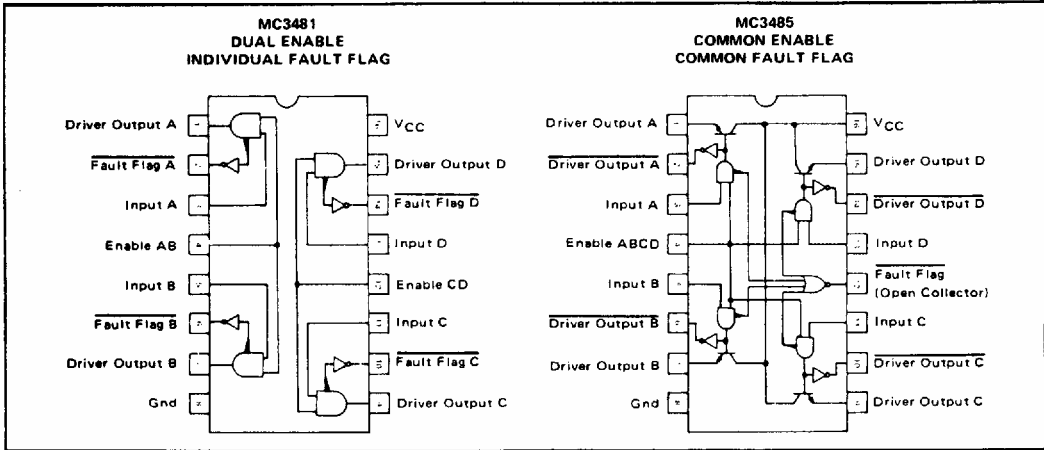 MC3481
DUAL ENABLE
INDIVIDUAL FAULT FLAG
Driver Output A
Fault Flag A
Input A
Enable AB
Input B
Fault Flag B
Driver Output B
Gnd
VCC
Driver Output D
Fault Flag D
Input D
Enable CD
Input C
Fault Flag C
Driver Output C
MC3485
COMMON ENABLE
COMMON FAULT FLAG
Driver Output A
Driver Output A
Input A
Enable ABCD
Input B
Driver Output B
Driver Output B
Gnd
VCC
Driver Output D
Driver Output D
Input D
Fault Flag
(Open Collector)
Input C
Driver Output C
Driver Output C